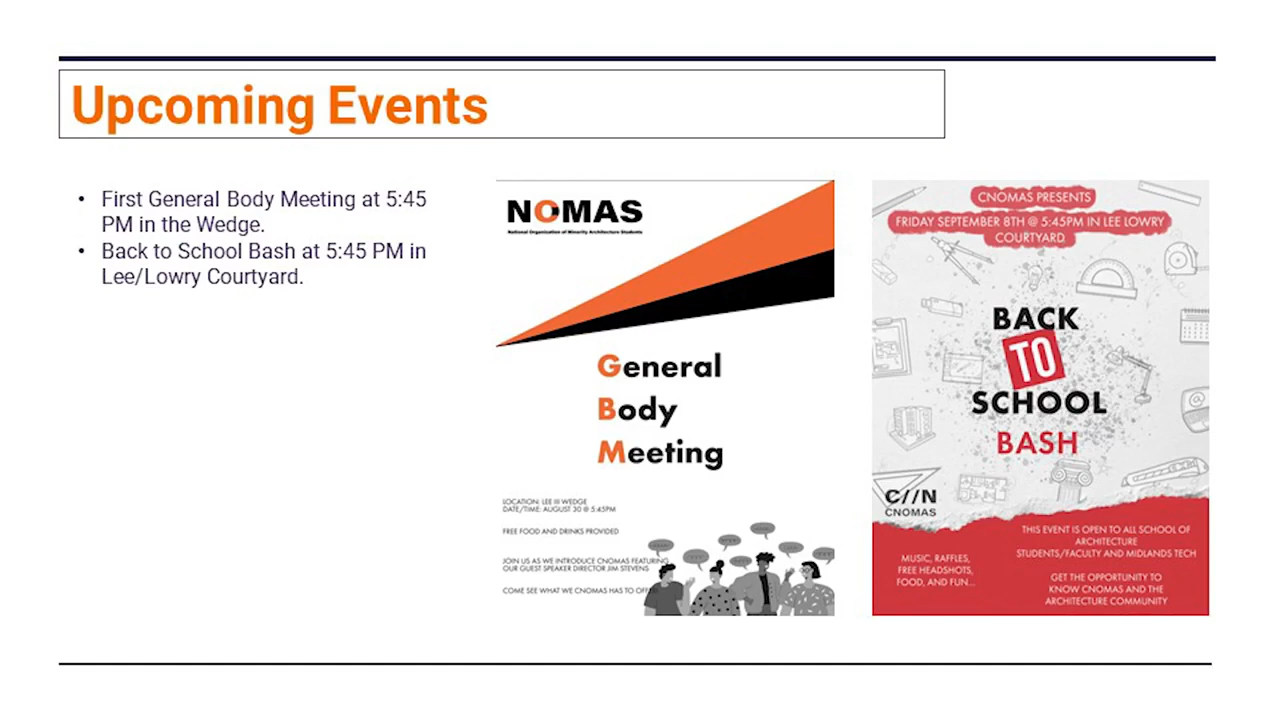 Upcoming Events
• First General Body Meeting at 5:45
PM in the Wedge.
• Back to School Bash at 5:45 PM in
Lee/Lowry Courtyard.
NOMAS
National Organization of Minority Architecture Students
General
Body
Meeting
LOCATION: LEE III WEDGE
DATE/TIME: AUGUST 30 @ 5:45PM
FREE FOOD AND DRINKS PROVIDED
JOIN US AS WE INTRODUCE CNOMAS FEATURING
OUR GUEST SPEAKER DIRECTOR JIM STEVENS
COME SEE WHAT WE CNOMAS HAS TO
CNOMAS PRESENTS
FRIDAY SEPTEMBER 8TH @ 5:45PM IN LEE LOWRY
COURTYARD
BACK
TO
SCHOOL
BASH
C//N
CNOMAS
MUSIC, RAFFLES,
FREE HEADSHOTS,
FOOD, AND FUN...
THIS EVENT IS OPEN TO ALL SCHOOL OF
ARCHITECTURE
STUDENTS/FACULTY AND MIDLANDS TECH
GET THE OPPORTUNITY TO
KNOW CNOMAS AND THE
ARCHITECTURE COMMUNITY